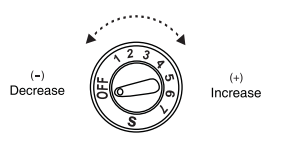 (-)
Decrease
OFF
1 2 3 4 5 6 7
S
(+)
Increase